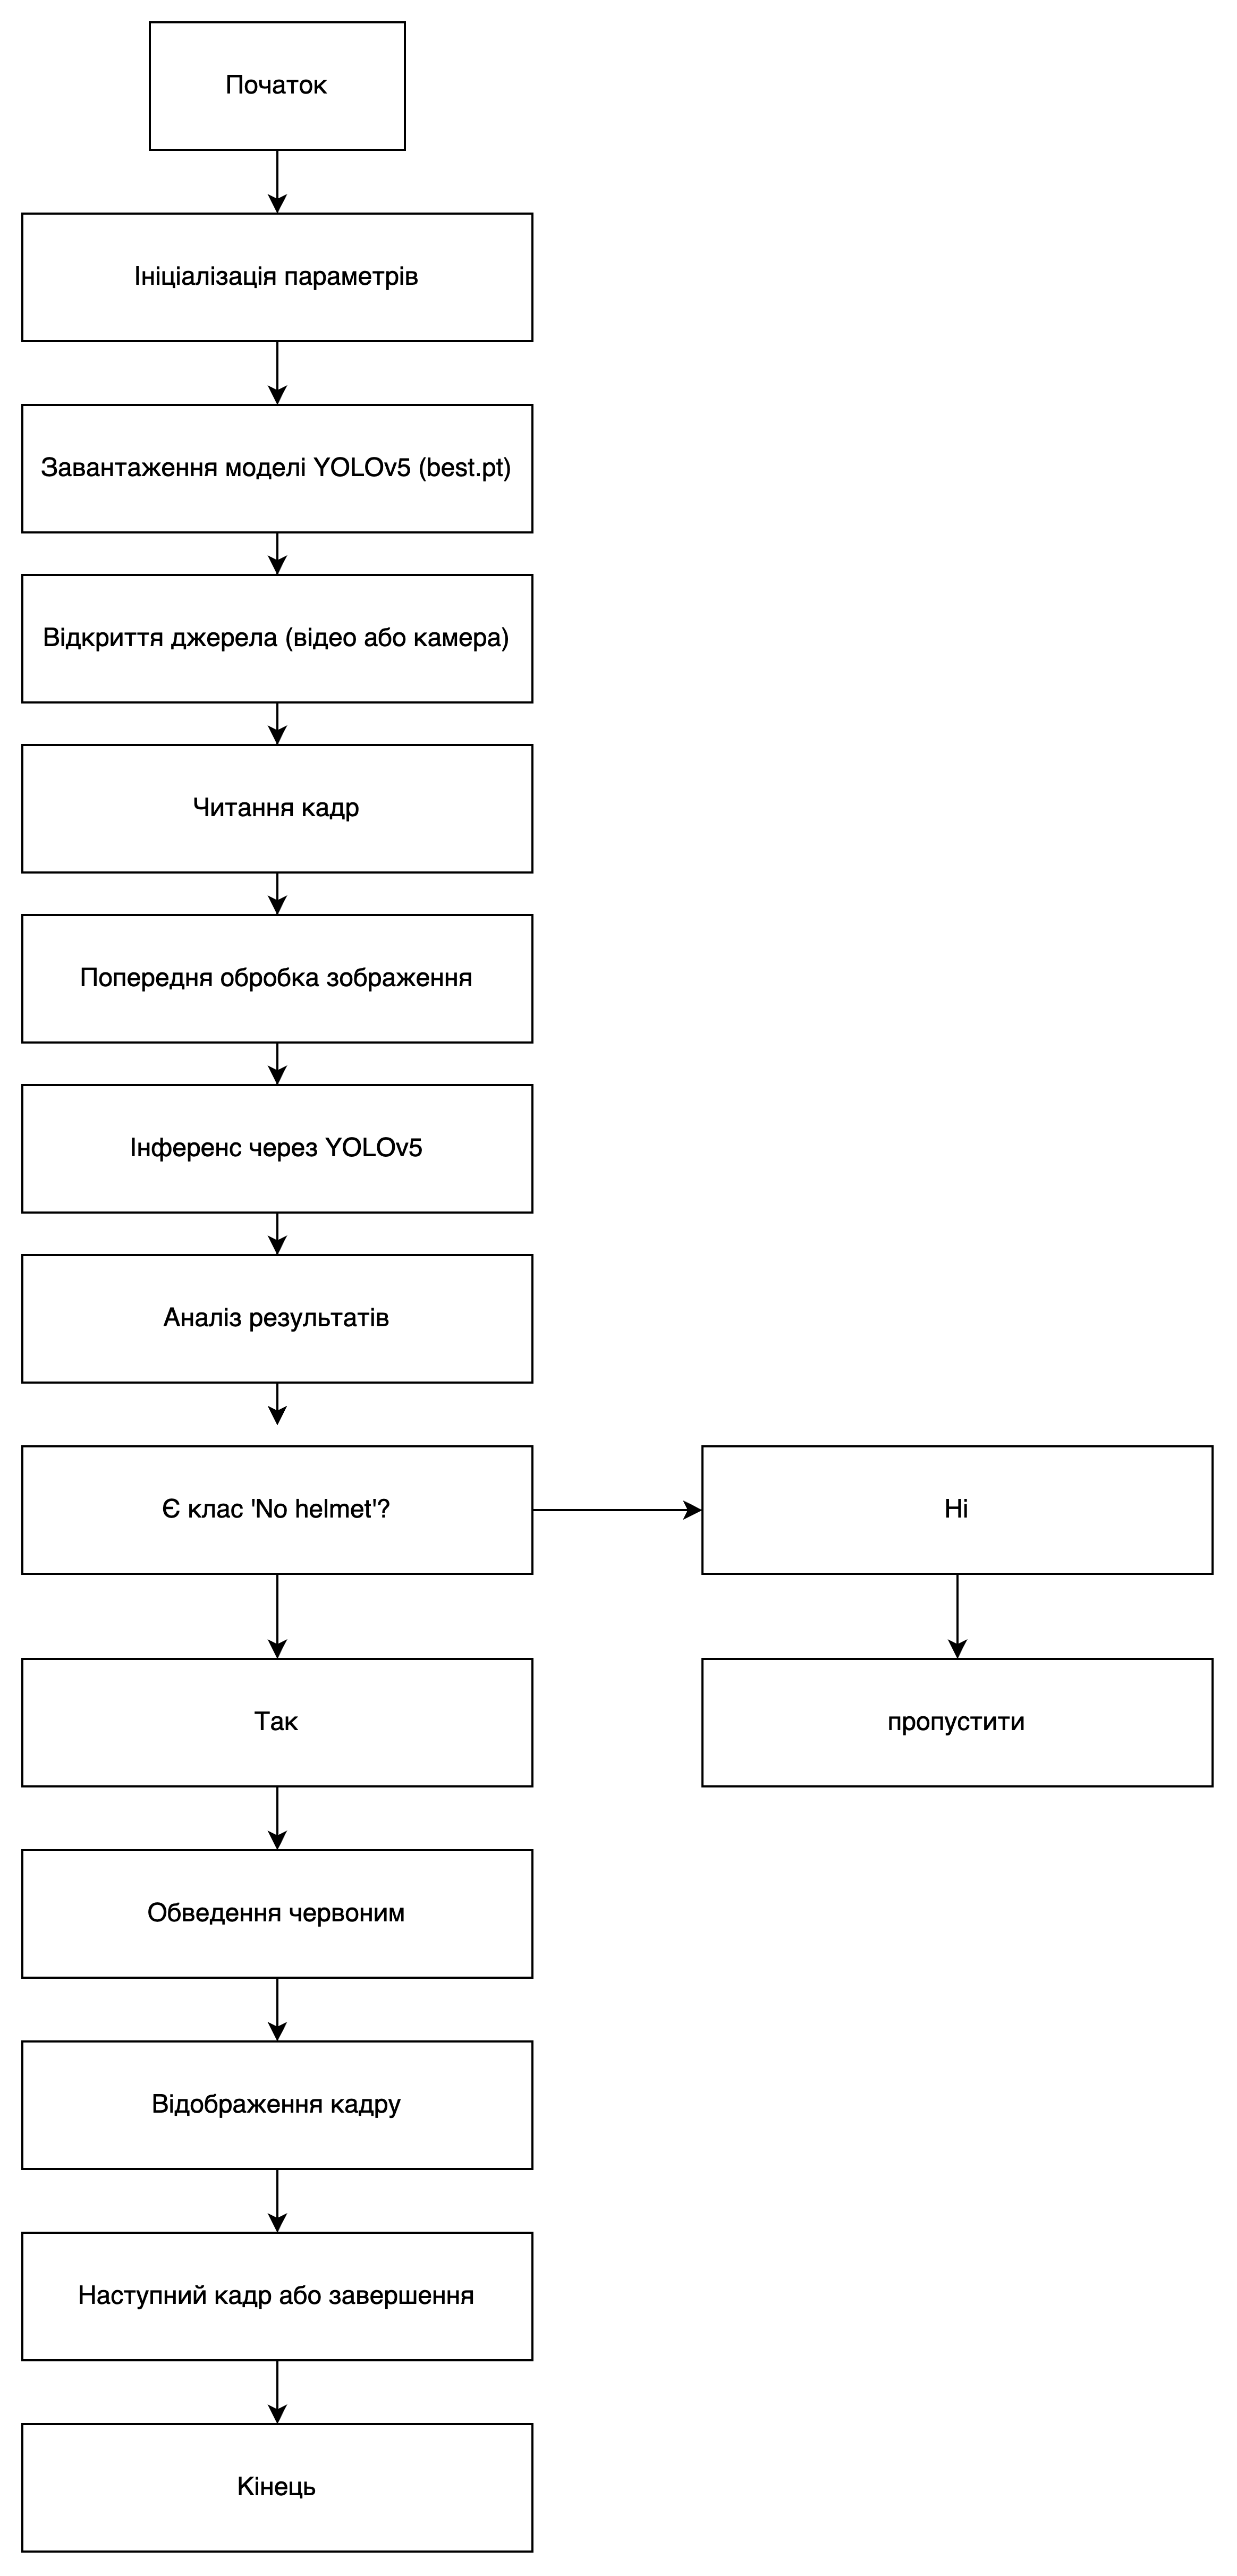 Початок
Ініціалізація параметрів
Завантаження моделі YOLOv5 (best.pt)
Відкриття джерела (відео або камера)
Читання кадр
Попередня обробка зображення
Інференс через YOLOv5
Аналіз результатів
Є клас 'No helmet'?
Ні
Так
пропустити
Обведення червоним
Відображення кадру
Наступний кадр або завершення
Кінець